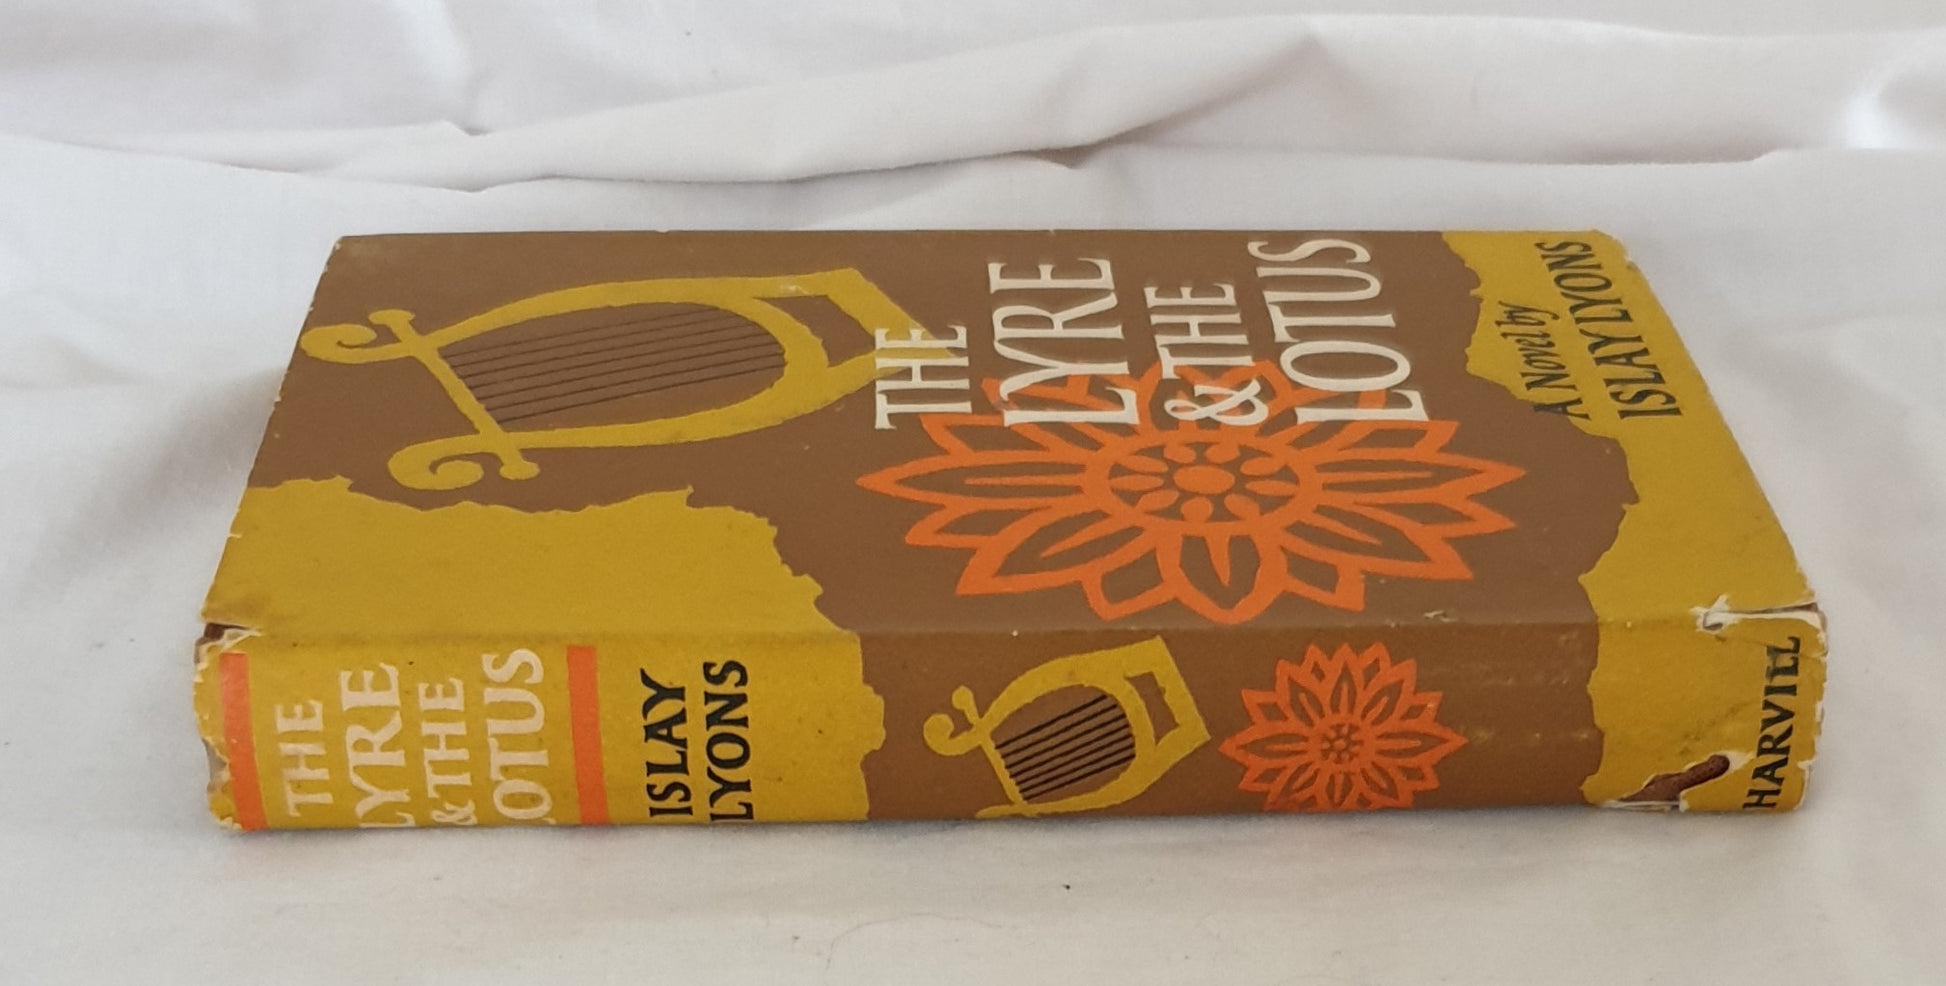 THE
LYRE
& THE
LOTUS
A Novel by
ISLAY LYONS
THE
LYRE
& THE
LOTUS
ISLAY
LYONS
HARVILL